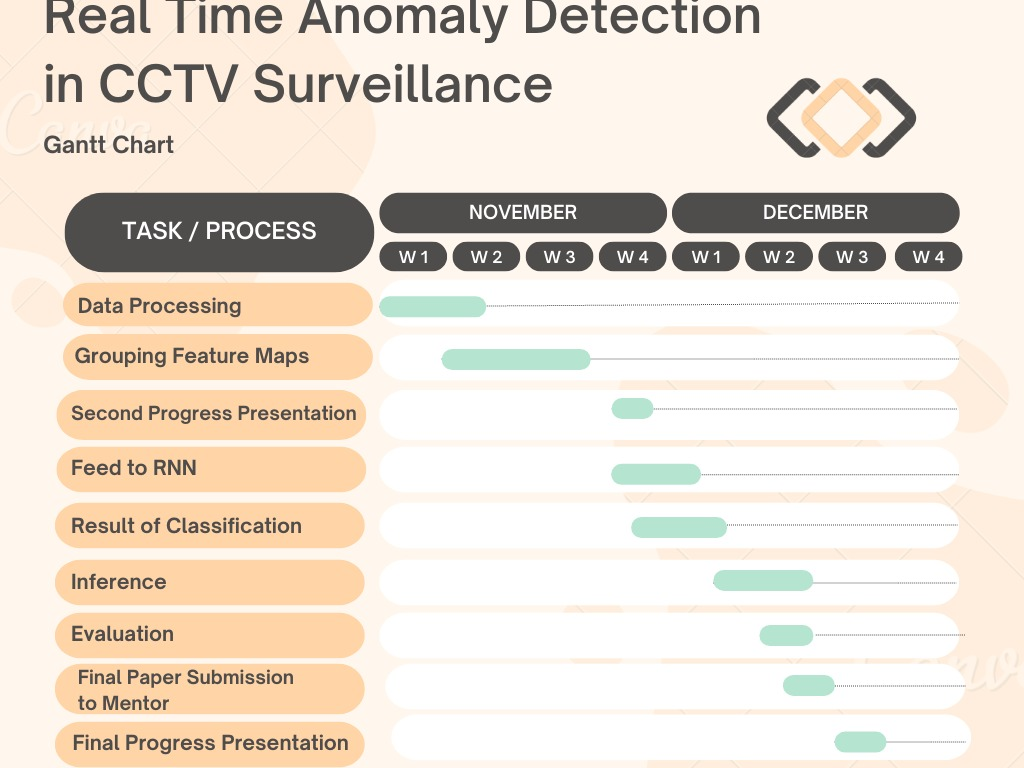 Real Time Anomaly Detection
in CCTV Surveillance
Gantt Chart
Canva
TASK / PROCESS
NOVEMBER
DECEMBER
W 1
W 2
W 3
W 4
W 1
W 2
W 3
W 4
Data Processing
Grouping Feature Maps
Second Progress Presentation
Feed to RNN
Result of Classification
Inference
Evaluation
Final Paper Submission
to Mentor
Final Progress Presentation